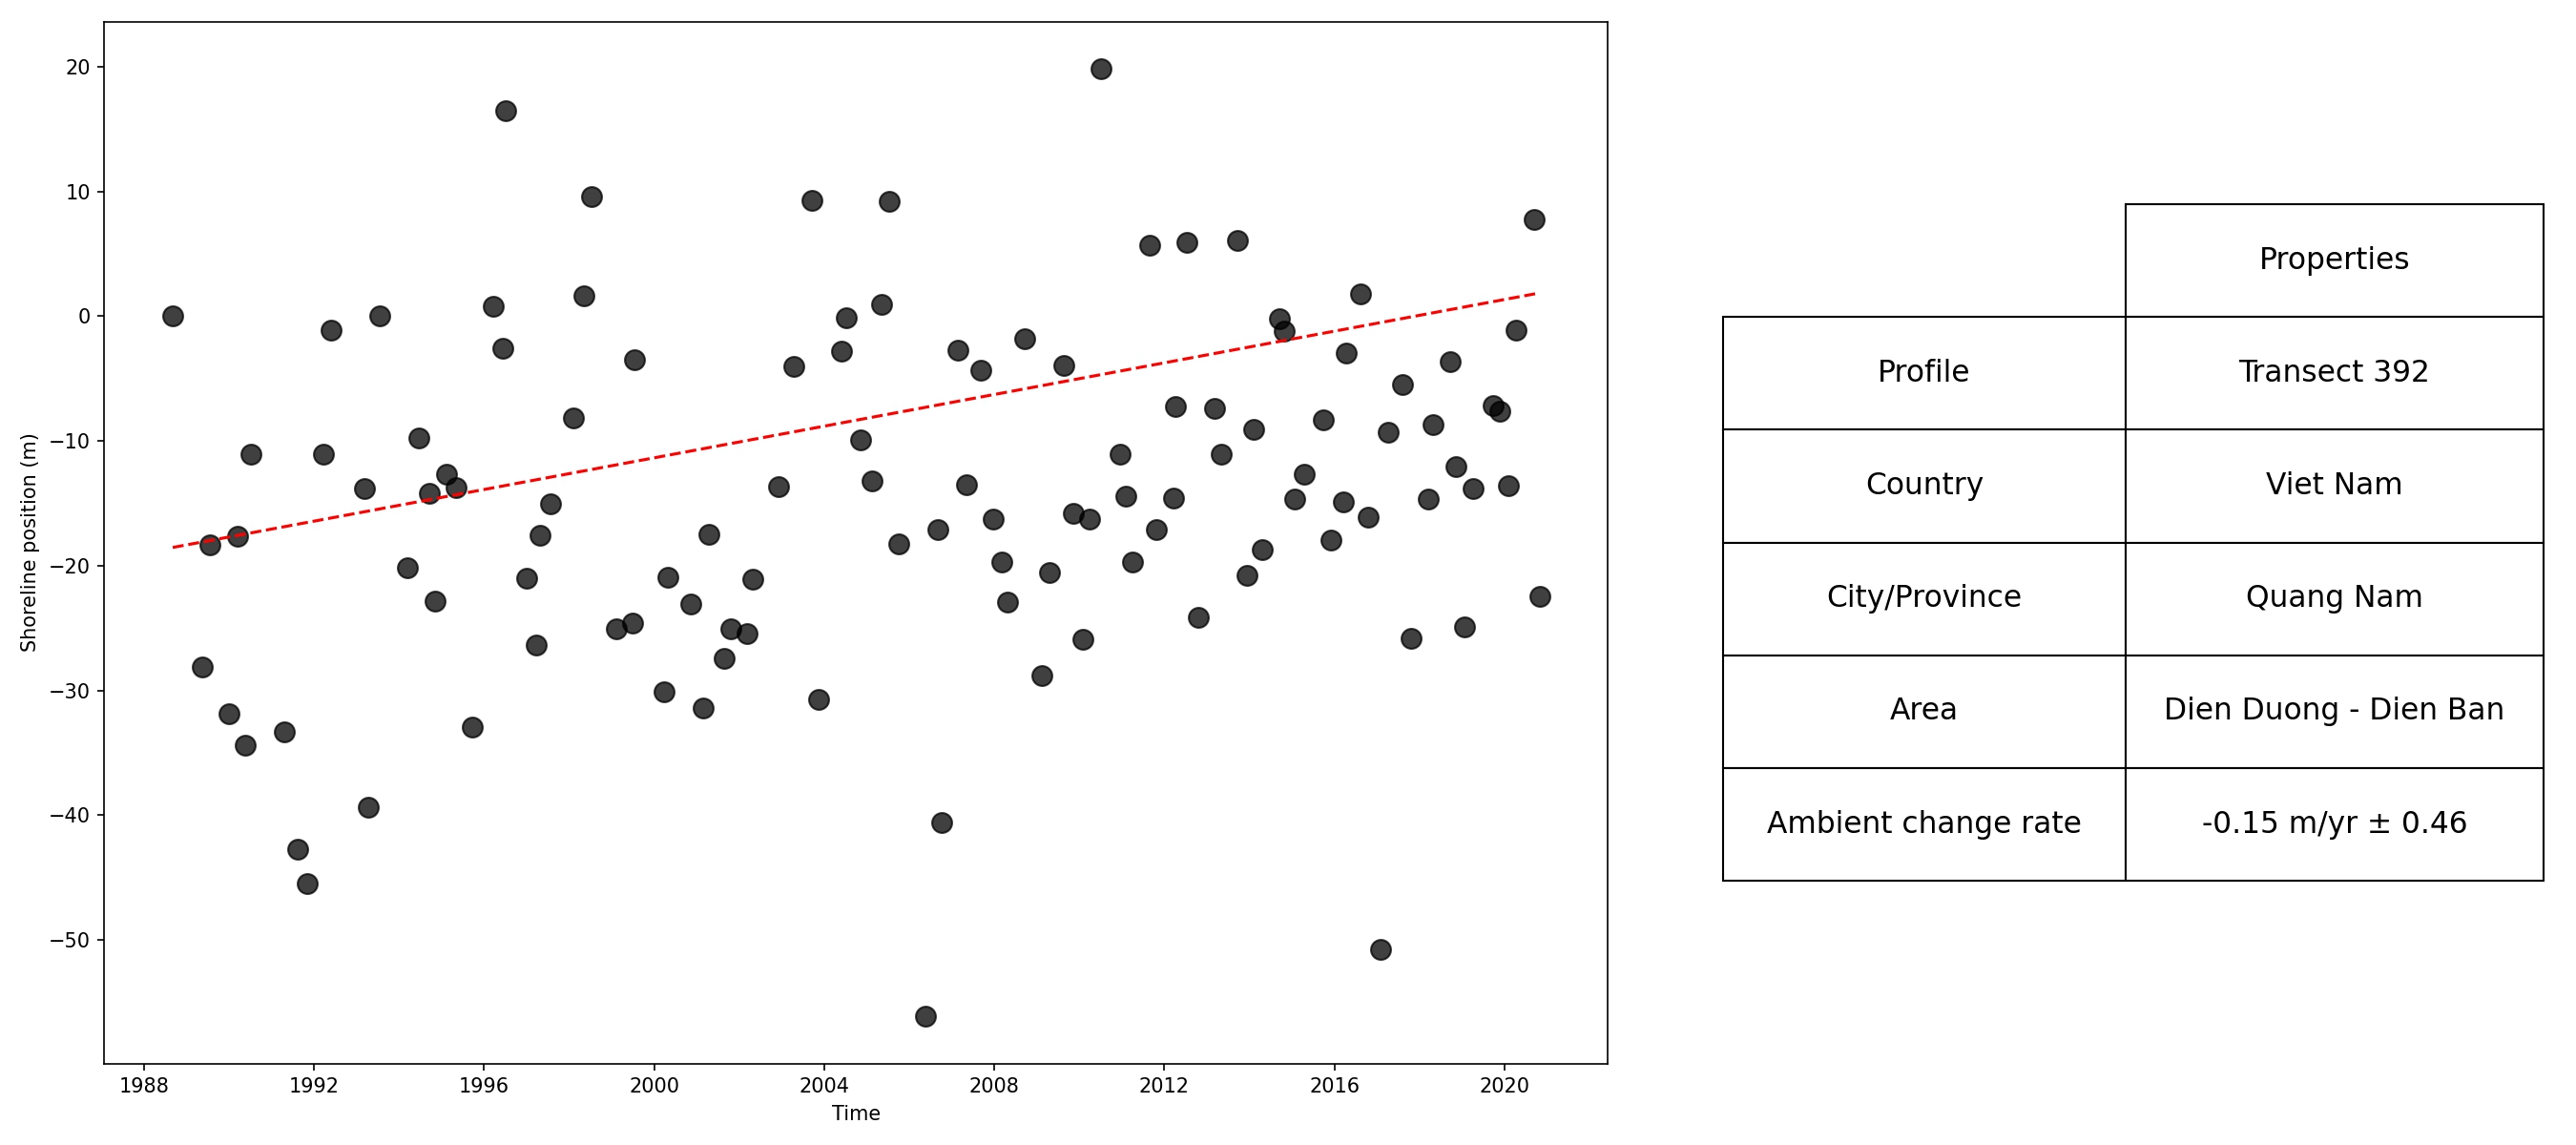 20
10
0
−10
−20
−30
−40
−50
Shoreline position (m)
1988 1992 1996 2000 2004 2008 2012 2016 2020
Time
Properties
Profile Transect 392
Country Viet Nam
City/Province Quang Nam
Area Dien Duong - Dien Ban
Ambient change rate -0.15 m/yr ± 0.46